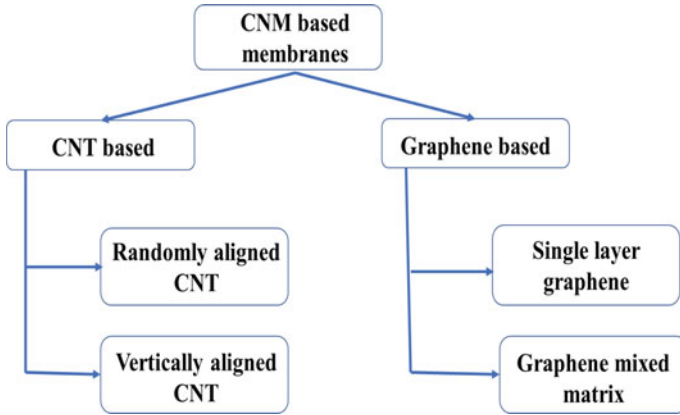 CNM based
membranes
CNT based
Graphene based
Randomly aligned
CNT
Single layer
graphene
Vertically aligned
CNT
Graphene mixed
matrix